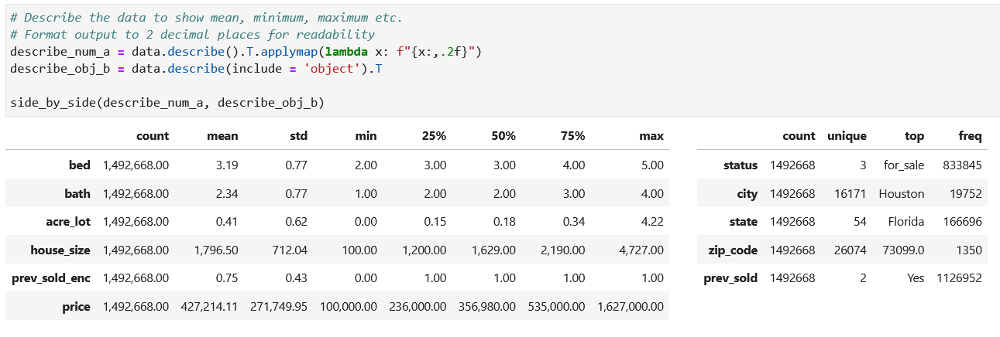 # Describe the data to show mean, minimum, maximum etc.
# Format output to 2 decimal places for readability
describe_num_a = data.describe().T.applymap(lambda x: f"{x:,.2f}")
describe_obj_b = data.describe(include = 'object').T
side_by_side(describe_num_a, describe_obj_b)
count mean std min 25% 50% 75% max
bed 1,492,668.00 3.19 0.77 2.00 3.00 3.00 4.00 5.00
bath 1,492,668.00 2.34 0.77 1.00 2.00 2.00 3.00 4.00
acre_lot 1,492,668.00 0.41 0.62 0.00 0.15 0.18 0.34 4.22
house_size 1,492,668.00 1,796.50 712.04 100.00 1,200.00 1,629.00 2,190.00 4,727.00
prev_sold_enc 1,492,668.00 0.75 0.43 0.00 1.00 1.00 1.00 1.00
price 1,492,668.00 427,214.11 271,749.95 100,000.00 236,000.00 356,980.00 535,000.00 1,627,000.00
count unique top freq
status 1492668 3 for_sale 833845
city 1492668 16171 Houston 19752
state 1492668 54 Florida 166696
zip_code 1492668 26074 73099.0 1350
prev_sold 1492668 2 Yes 1126952